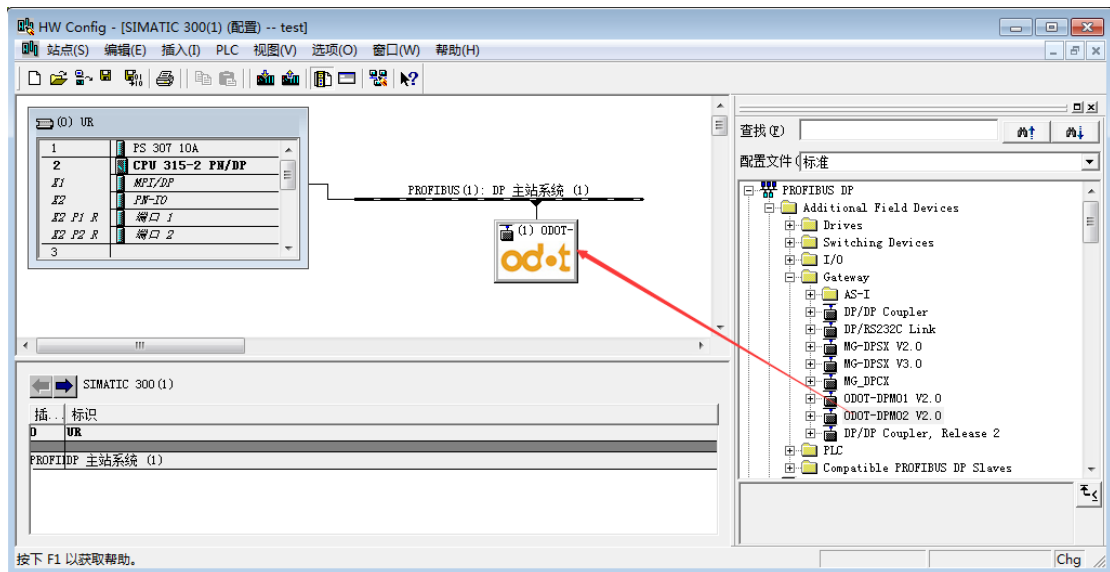 HW Config - [SIMATIC 300(1) (配置) -- test]
站点(S) 编辑(E) 插入(I) PLC 视图(V) 选项(O) 窗口(W) 帮助(H)
(0) UR
1 PS 307 10A
2 CPU 315-2 PN/DP
X1 MPI/DP
X2 PN-IO
X2 P1 R 端口 1
X2 P2 R 端口 2
3
PROFIBUS(1): DP 主站系统 (1)
(1) ODOT-
odot
查找(F)
配置文件(标准
PROFIBUS DP
Additional Field Devices
Drives
Switching Devices
I/O
Gateway
AS-I
DP/DP Coupler
DP/RS232C Link
MG-DPSX V2.0
MG-DPSX V3.0
MG_DPCX
ODOT-DPM01 V2.0
ODOT-DPM02 V2.0
DP/DP Coupler, Release 2
PLC
Compatible PROFIBUS DP Slaves
SIMATIC 300(1)
插... 标识
0 UR
PROFI DP 主站系统 (1)
按下 F1 以获取帮助。
Chg